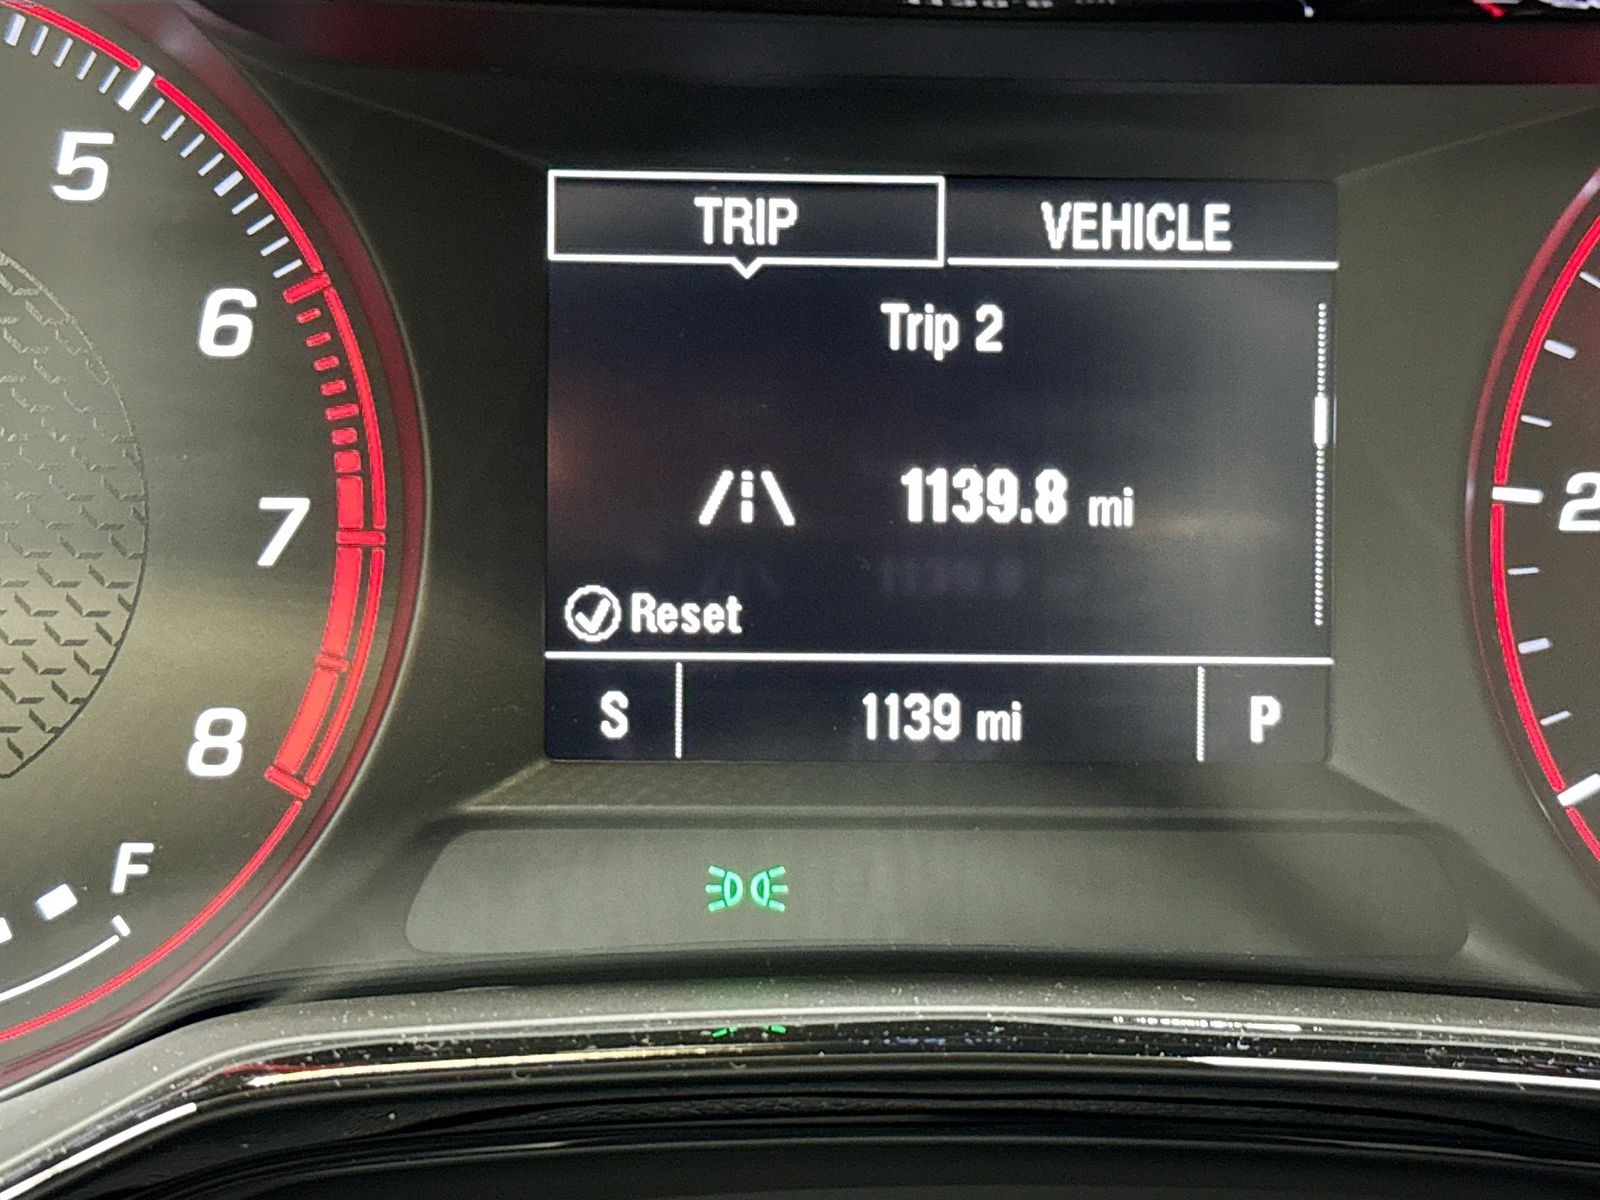 TRIP
VEHICLE
Trip 2
1139.8 mi
Reset
S
1139 mi
P
5
6
7
8
F
2